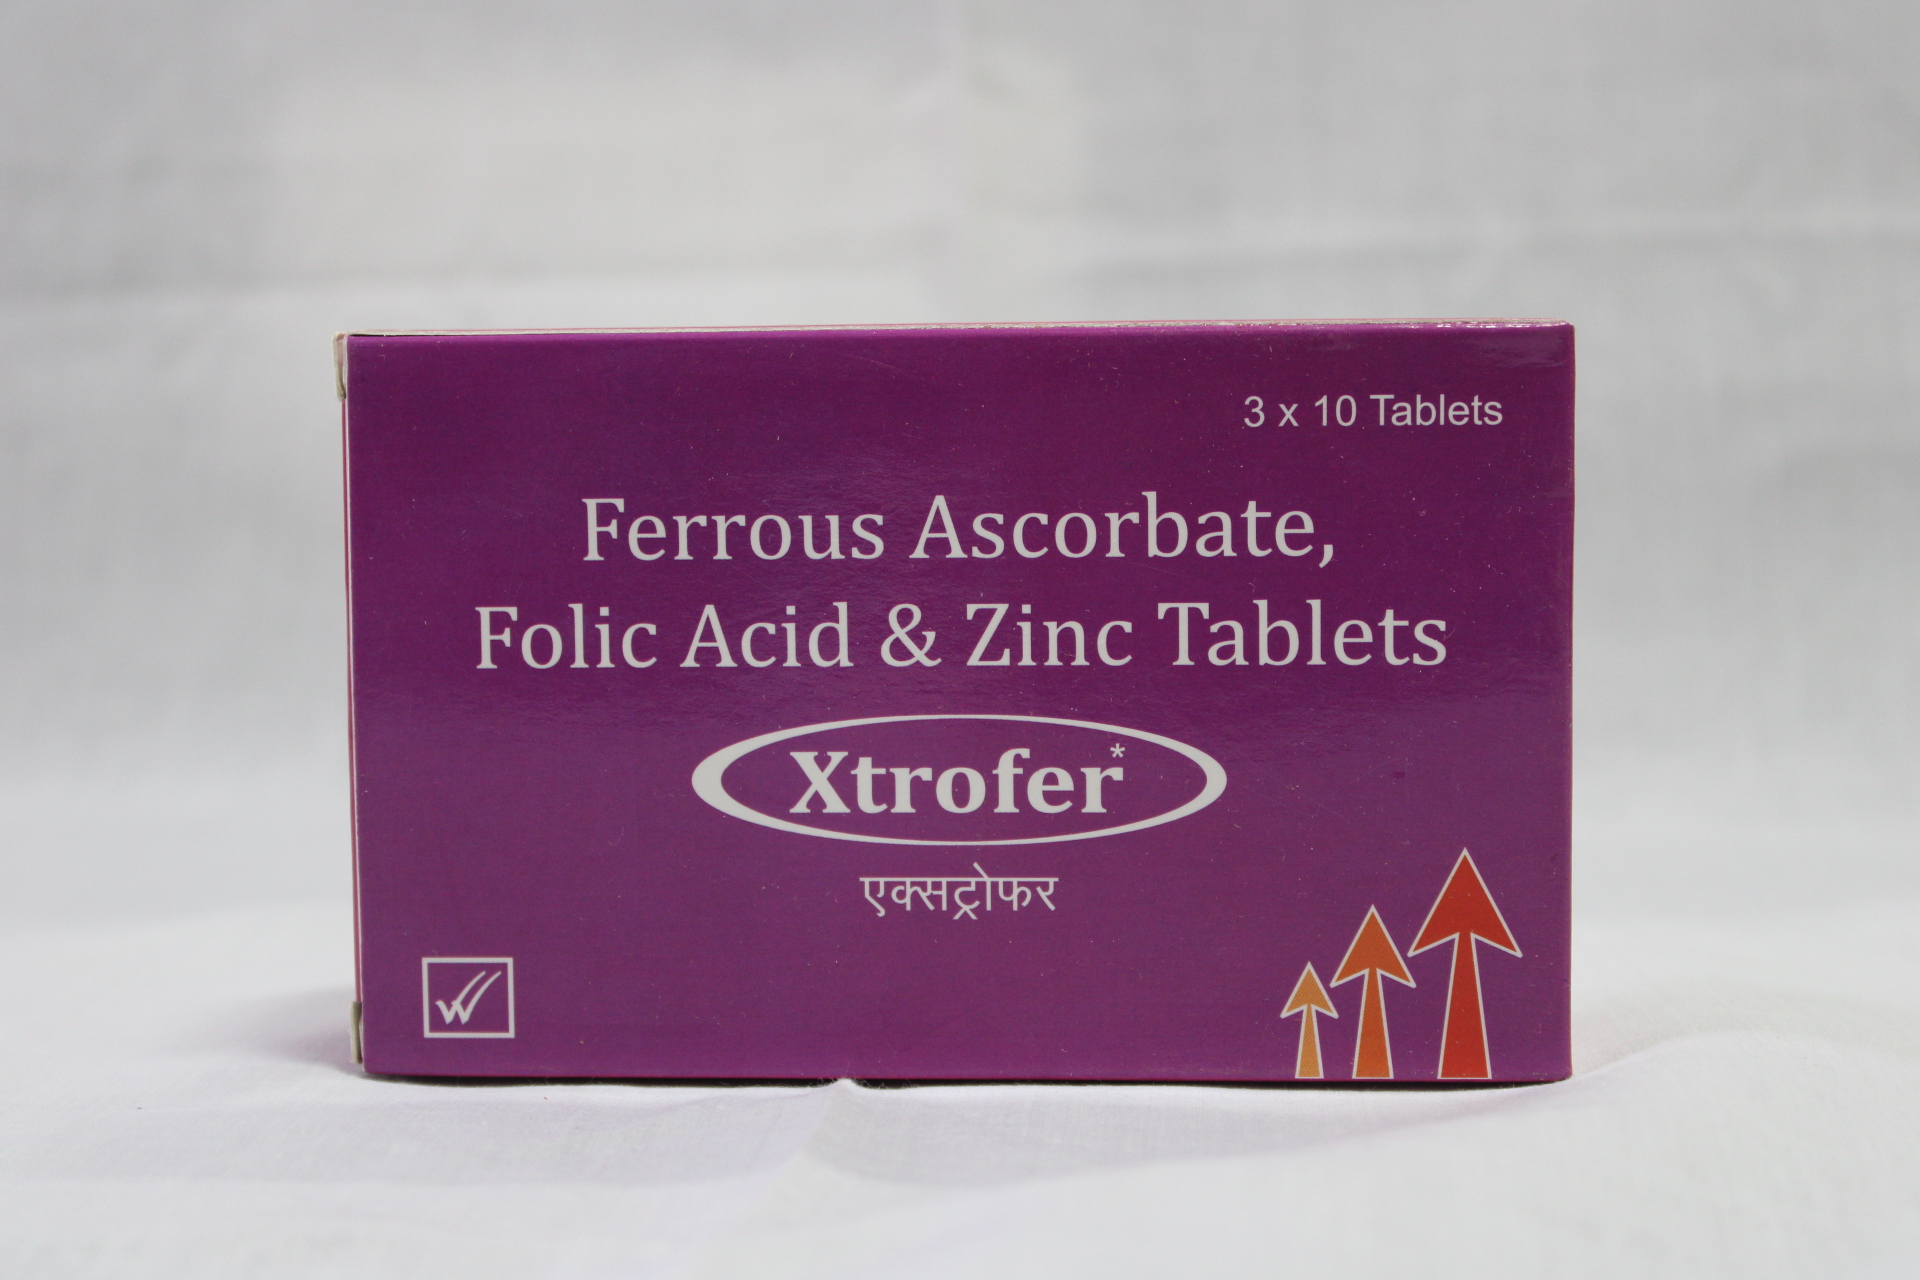 3 x 10 Tablets
Ferrous Ascorbate,
Folic Acid & Zinc Tablets
Xtrofer*
एक्सट्रोफर
W